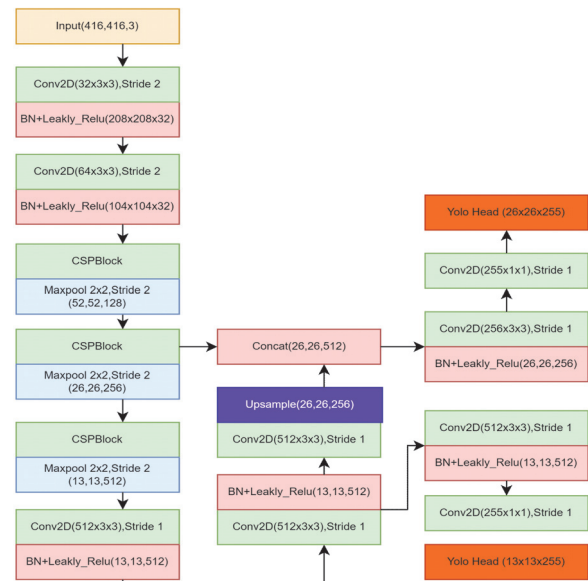 Input(416,416,3)
Conv2D(32x3x3),Stride 2
BN+Leakly_Relu(208x208x32)
Conv2D(64x3x3),Stride 2
BN+Leakly_Relu(104x104x32)
CSPBlock
Maxpool 2x2,Stride 2
(52,52,128)
CSPBlock
Maxpool 2x2,Stride 2
(26,26,256)
CSPBlock
Maxpool 2x2,Stride 2
(13,13,512)
Conv2D(512x3x3),Stride 1
BN+Leakly_Relu(13,13,512)
Concat(26,26,512)
Upsample(26,26,256)
Conv2D(512x3x3),Stride 1
BN+Leakly_Relu(13,13,512)
Conv2D(512x3x3),Stride 1
Yolo Head (26x26x255)
Conv2D(255x1x1),Stride 1
Conv2D(256x3x3),Stride 1
BN+Leakly_Relu(26,26,256)
Conv2D(512x3x3),Stride 1
BN+Leakly_Relu(13,13,512)
Conv2D(255x1x1),Stride 1
Yolo Head (13x13x255)